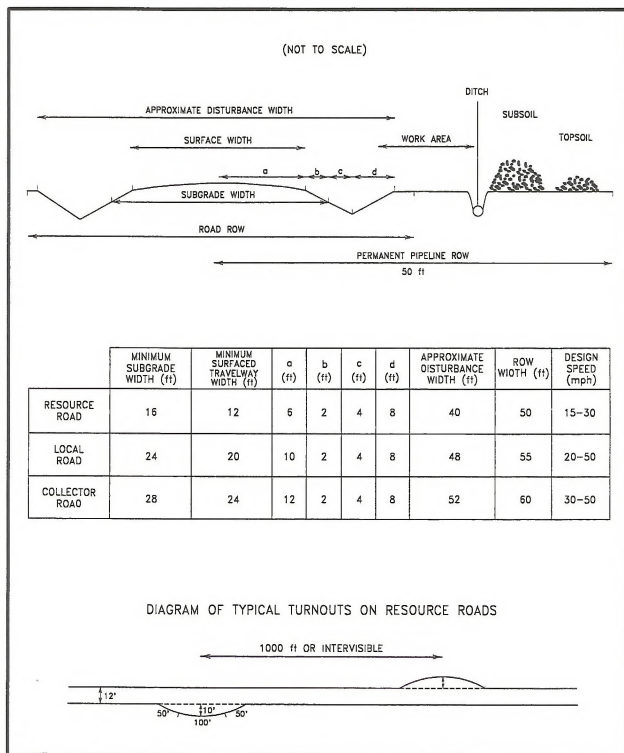 (NOT TO SCALE)
DITCH
SUBSOIL
APPROXIMATE DISTURBANCE WIDTH
WORK AREA
TOPSOIL
SURFACE WIDTH
a b c d
SUBGRADE WIDTH
ROAD ROW
PERMANENT PIPELINE ROW
50 ft
MINIMUM SUBGRADE WIDTH (ft) MINIMUM SURFACED TRAVELWAY WIDTH (ft) a (ft) b (ft) c (ft) d (ft) APPROXIMATE DISTURBANCE WIDTH (ft) ROW WIDTH (ft) DESIGN SPEED (mph)
RESOURCE ROAD 16 12 6 2 4 8 40 50 15-30
LOCAL ROAD 24 20 10 2 4 8 48 55 20-50
COLLECTOR ROAD 28 24 12 2 4 8 52 60 30-50
DIAGRAM OF TYPICAL TURNOUTS ON RESOURCE ROADS
1000 ft OR INTERVISIBLE
12'
50' 10' 50'
100'